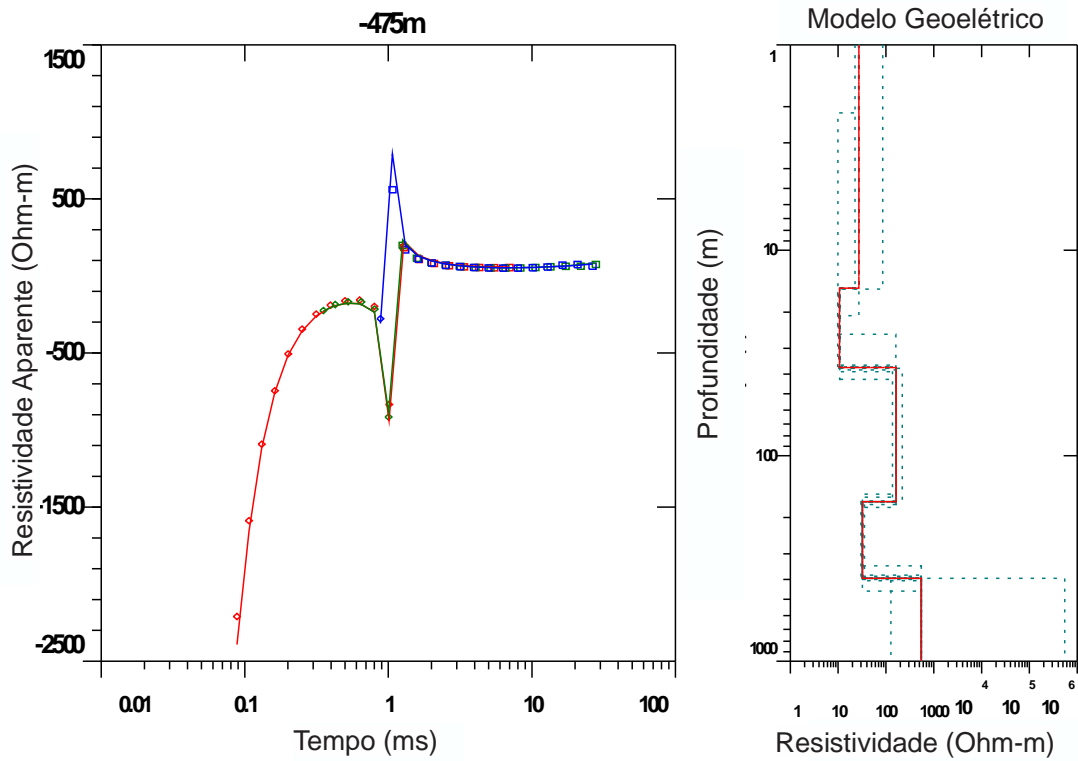 -475m
1500
500
-500
-1500
-2500
Resistividade Aparente (Ohm-m)
0.01 0.1 1 10 100
Tempo (ms)
Modelo Geoelétrico
1
10
100
1000
Profundidade (m)
4 5 6
1 10 100 1000 10 10 10
Resistividade (Ohm-m)